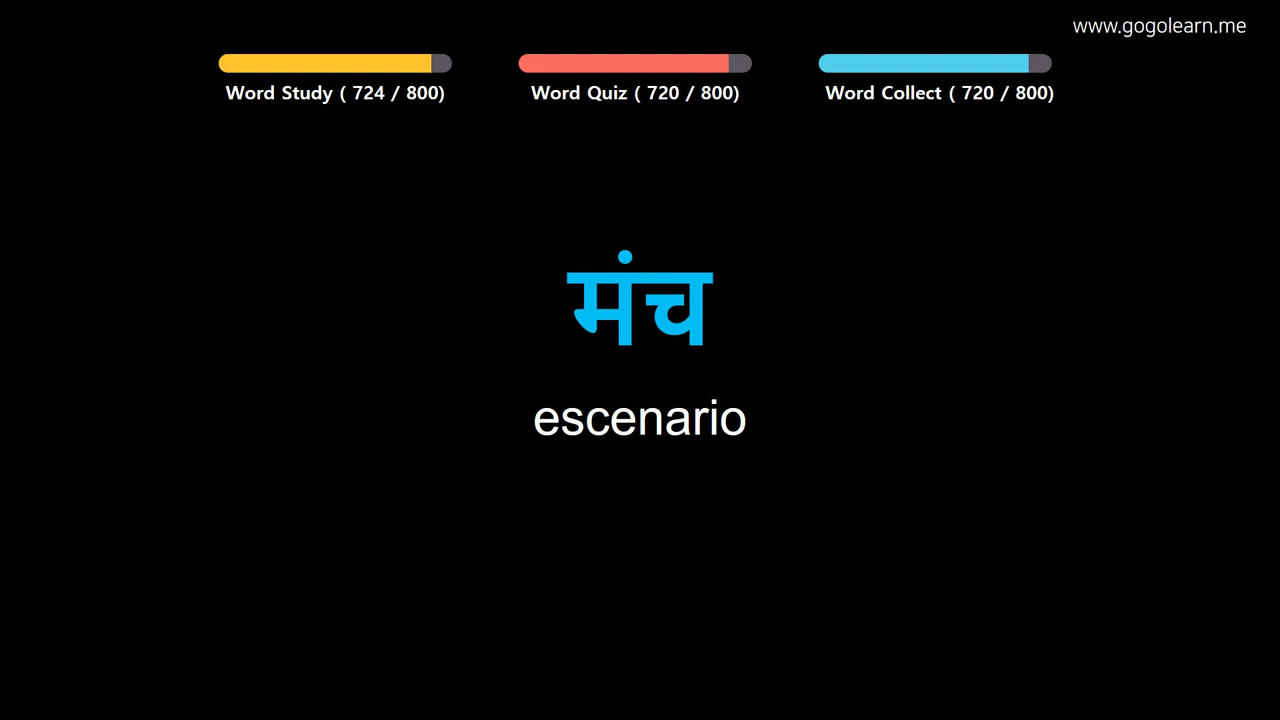 www.gogolearn.me
Word Study ( 724 / 800)
Word Quiz ( 720 / 800)
Word Collect ( 720 / 800)
मंच
escenario